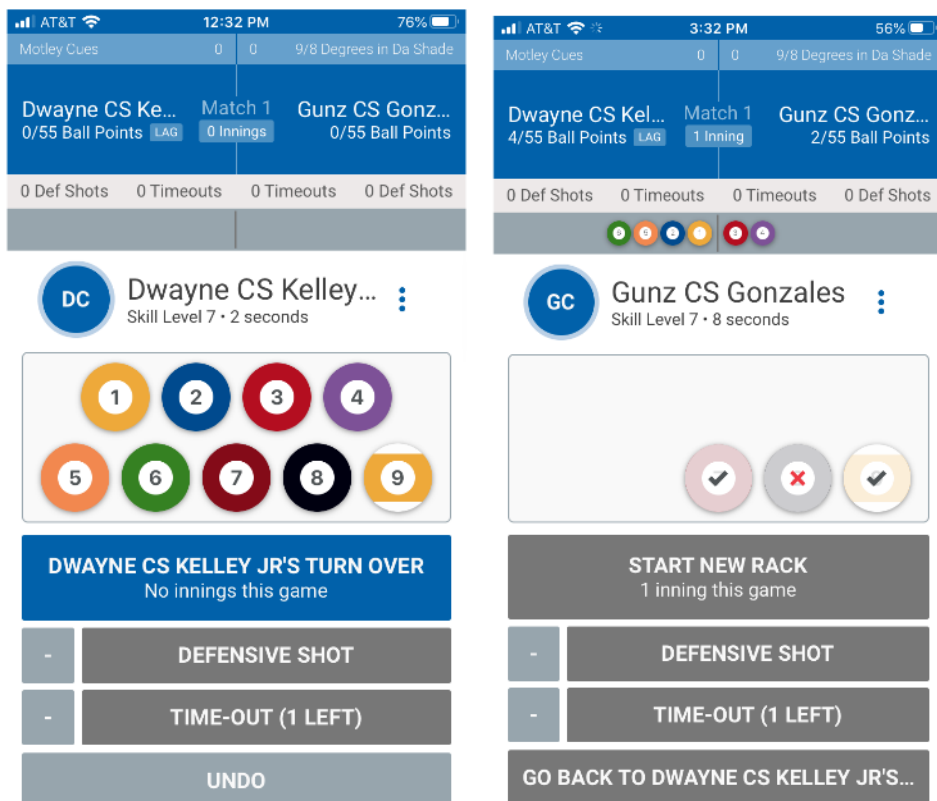 AT&T 12:32 PM 76%
Motley Cues 0 0 9/8 Degrees in Da Shade
Dwayne CS Ke... Match 1 Gunz CS Gonz...
0/55 Ball Points LAG 0 Innings 0/55 Ball Points
0 Def Shots 0 Timeouts 0 Timeouts 0 Def Shots
DC Dwayne CS Kelley...
Skill Level 7 • 2 seconds
1 2 3 4
5 6 7 8 9
DWAYNE CS KELLEY JR'S TURN OVER
No innings this game
- DEFENSIVE SHOT
- TIME-OUT (1 LEFT)
UNDO
AT&T 3:32 PM 56%
Motley Cues 0 0 9/8 Degrees in Da Shade
Dwayne CS Kel... Match 1 Gunz CS Gonz...
4/55 Ball Points LAG 1 Inning 2/55 Ball Points
0 Def Shots 0 Timeouts 0 Timeouts 0 Def Shots
2 3 4
GC Gunz CS Gonzales
Skill Level 7 • 8 seconds
START NEW RACK
1 inning this game
- DEFENSIVE SHOT
- TIME-OUT (1 LEFT)
GO BACK TO DWAYNE CS KELLEY JR'S...